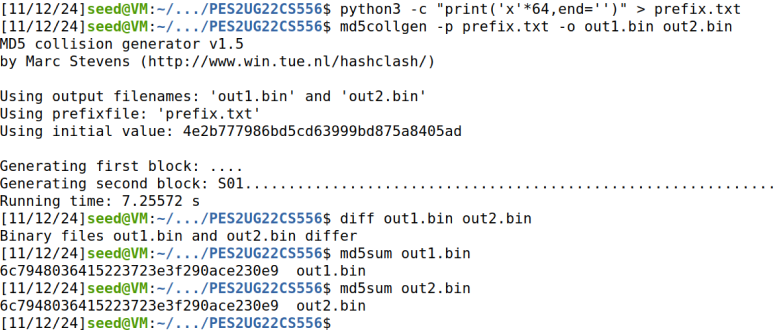 [11/12/24]seed@VM:~/.../PES2UG22CS556$ python3 -c "print('x'*64,end='')" > prefix.txt
[11/12/24]seed@VM:~/.../PES2UG22CS556$ md5collgen -p prefix.txt -o out1.bin out2.bin
MD5 collision generator v1.5
by Marc Stevens (http://www.win.tue.nl/hashclash/)

Using output filenames: 'out1.bin' and 'out2.bin'
Using prefixfile: 'prefix.txt'
Using initial value: 4e2b777986bd5cd63999bd875a8405ad

Generating first block: ....
Generating second block: S01.............................................................
Running time: 7.25572 s
[11/12/24]seed@VM:~/.../PES2UG22CS556$ diff out1.bin out2.bin
Binary files out1.bin and out2.bin differ
[11/12/24]seed@VM:~/.../PES2UG22CS556$ md5sum out1.bin
6c7948036415223723e3f290ace230e9  out1.bin
[11/12/24]seed@VM:~/.../PES2UG22CS556$ md5sum out2.bin
6c7948036415223723e3f290ace230e9  out2.bin
[11/12/24]seed@VM:~/.../PES2UG22CS556$